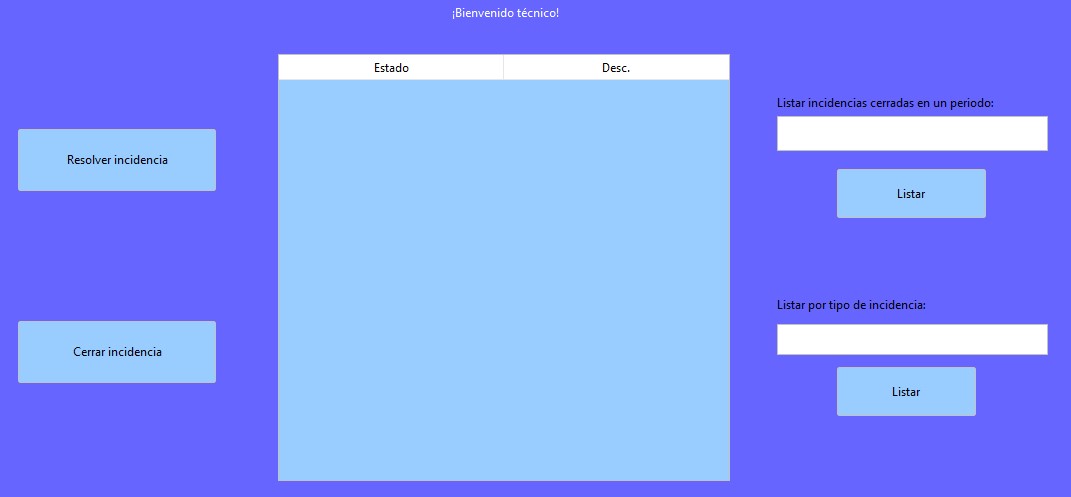 ¡Bienvenido técnico!
Estado
Desc.
Listar incidencias cerradas en un periodo:
Resolver incidencia
Listar
Listar por tipo de incidencia:
Cerrar incidencia
Listar